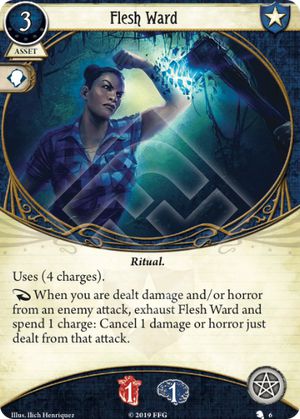 Flesh Ward
3
ASSET
Ritual.
Uses (4 charges).
When you are dealt damage and/or horror
from an enemy attack, exhaust Flesh Ward and
spend 1 charge: Cancel 1 damage or horror just
dealt from that attack.
1 1
Illus. Ilich Henriquez © 2019 FFG 6